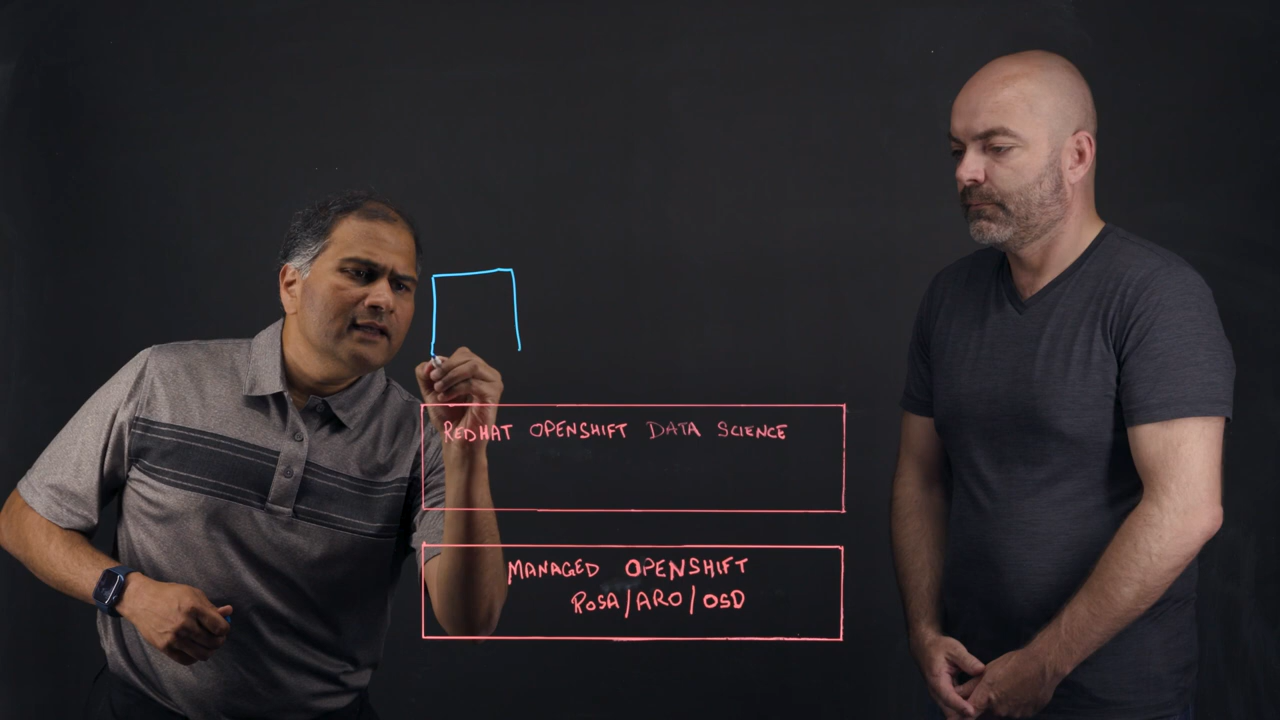 REDHAT OPENSHIFT DATA SCIENCE
MANAGED OPENSHIFT
ROSA/ARO/OSD